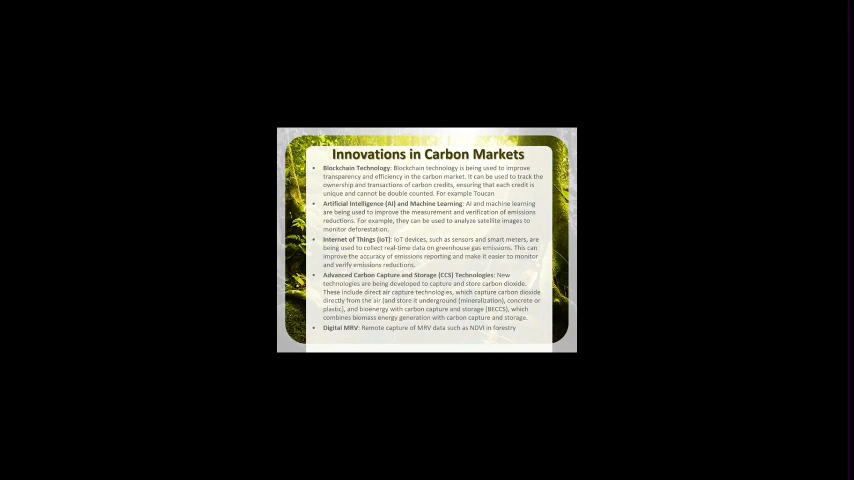 Innovations in Carbon Markets
• Blockchain Technology: Blockchain technology is being used to improve
transparency and efficiency in the carbon market. It can be used to track the
ownership and transactions of carbon credits, ensuring that each credit is
unique and cannot be double counted. For example Toucan
• Artificial Intelligence (AI) and Machine Learning: AI and machine learning
are being used to improve the measurement and verification of emissions
reductions. For example, they can be used to analyze satellite images to
monitor deforestation.
• Internet of Things (IoT): IoT devices, such as sensors and smart meters, are
being used to collect real-time data on greenhouse gas emissions. This can
improve the accuracy of emissions reporting and make it easier to monitor
and verify emissions reductions.
• Advanced Carbon Capture and Storage (CCS) Technologies: New
technologies are being developed to capture and store carbon dioxide.
These include direct air capture technologies, which capture carbon dioxide
directly from the air (and store it underground (mineralization), concrete or
plastic), and bioenergy with carbon capture and storage (BECCS), which
combines biomass energy generation with carbon capture and storage.
• Digital MRV: Remote capture of MRV data such as NDVI in forestry